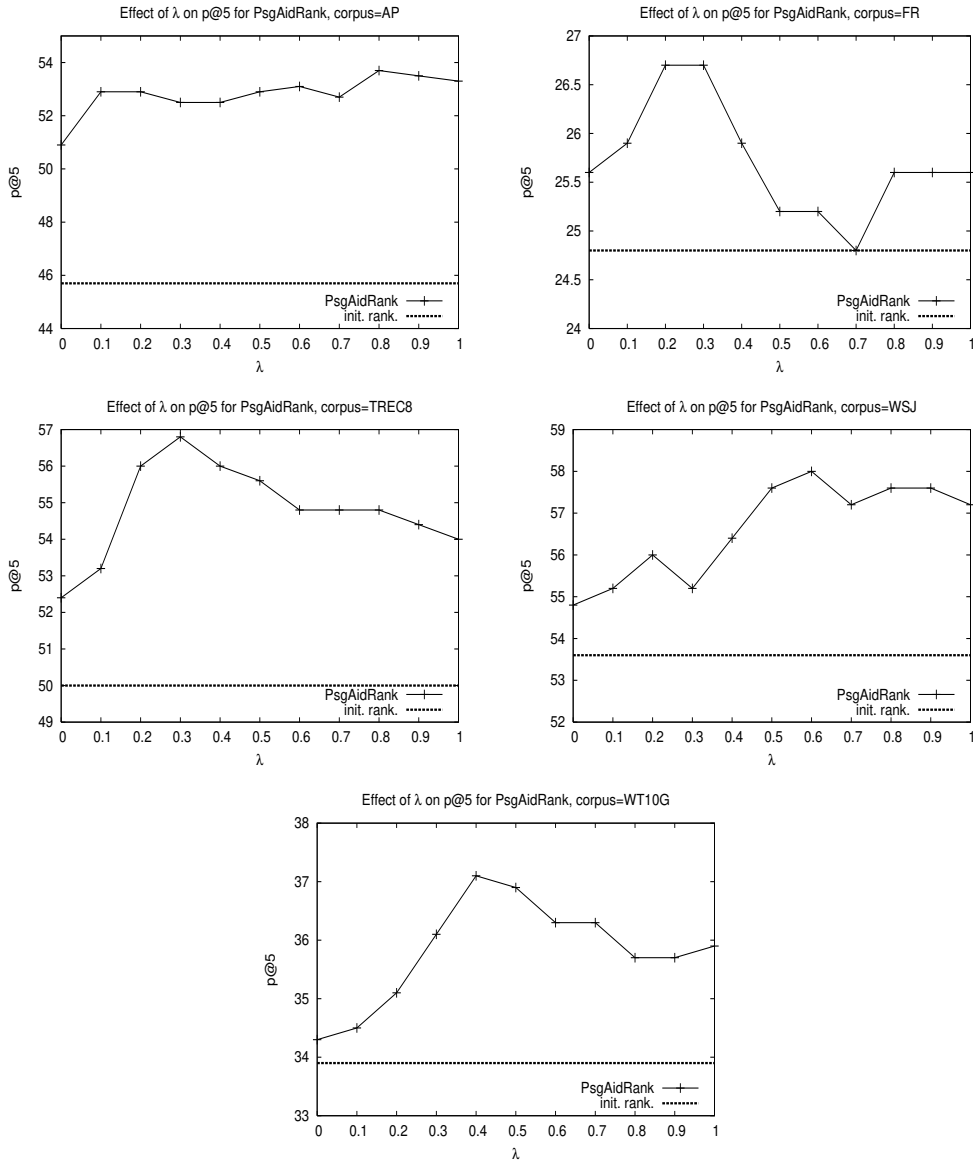 Effect of λ on p@5 for PsgAidRank, corpus=AP
p@5
54
52
50
48
46
44
PsgAidRank
init. rank.
0 0.1 0.2 0.3 0.4 0.5 0.6 0.7 0.8 0.9 1
λ
Effect of λ on p@5 for PsgAidRank, corpus=FR
p@5
27
26.5
26
25.5
25
24.5
24
PsgAidRank
init. rank.
0 0.1 0.2 0.3 0.4 0.5 0.6 0.7 0.8 0.9 1
λ
Effect of λ on p@5 for PsgAidRank, corpus=TREC8
p@5
57
56
55
54
53
52
51
50
49
PsgAidRank
init. rank.
0 0.1 0.2 0.3 0.4 0.5 0.6 0.7 0.8 0.9 1
λ
Effect of λ on p@5 for PsgAidRank, corpus=WSJ
p@5
59
58
57
56
55
54
53
52
PsgAidRank
init. rank.
0 0.1 0.2 0.3 0.4 0.5 0.6 0.7 0.8 0.9 1
λ
Effect of λ on p@5 for PsgAidRank, corpus=WT10G
p@5
38
37
36
35
34
33
PsgAidRank
init. rank.
0 0.1 0.2 0.3 0.4 0.5 0.6 0.7 0.8 0.9 1
λ